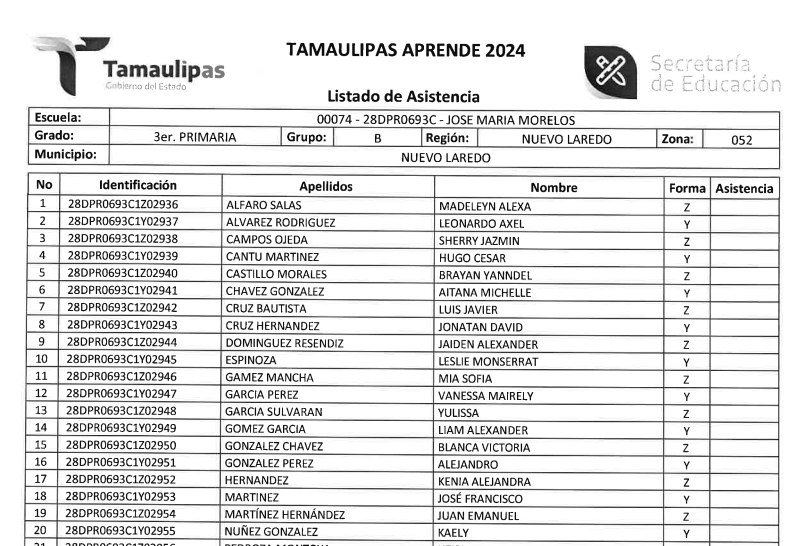 TAMAULIPAS APRENDE 2024
Tamaulipas
Gobierno del Estado
Secretaría
de Educación
Listado de Asistencia
Escuela: 00074 - 28DPR0693C - JOSE MARIA MORELOS
Grado: 3er. PRIMARIA Grupo: B Región: NUEVO LAREDO Zona: 052
Municipio: NUEVO LAREDO
No Identificación Apellidos Nombre Forma Asistencia
1 28DPR0693C1Z02936 ALFARO SALAS MADELEYN ALEXA Z
2 28DPR0693C1Y02937 ALVAREZ RODRIGUEZ LEONARDO AXEL Y
3 28DPR0693C1Z02938 CAMPOS OJEDA SHERRY JAZMIN Z
4 28DPR0693C1Y02939 CANTU MARTINEZ HUGO CESAR Y
5 28DPR0693C1Z02940 CASTILLO MORALES BRAYAN YANNDEL Z
6 28DPR0693C1Y02941 CHAVEZ GONZALEZ AITANA MICHELLE Y
7 28DPR0693C1Z02942 CRUZ BAUTISTA LUIS JAVIER Z
8 28DPR0693C1Y02943 CRUZ HERNANDEZ JONATAN DAVID Y
9 28DPR0693C1Z02944 DOMINGUEZ RESENDIZ JAIDEN ALEXANDER Z
10 28DPR0693C1Y02945 ESPINOZA LESLIE MONSERRAT Y
11 28DPR0693C1Z02946 GAMEZ MANCHA MIA SOFIA Z
12 28DPR0693C1Y02947 GARCIA PEREZ VANESSA MAIRELY Y
13 28DPR0693C1Z02948 GARCIA SULVARAN YULISSA Z
14 28DPR0693C1Y02949 GOMEZ GARCIA LIAM ALEXANDER Y
15 28DPR0693C1Z02950 GONZALEZ CHAVEZ BLANCA VICTORIA Z
16 28DPR0693C1Y02951 GONZALEZ PEREZ ALEJANDRO Y
17 28DPR0693C1Z02952 HERNANDEZ KENIA ALEJANDRA Z
18 28DPR0693C1Y02953 MARTINEZ JOSÉ FRANCISCO Y
19 28DPR0693C1Z02954 MARTÍNEZ HERNÁNDEZ JUAN EMANUEL Z
20 28DPR0693C1Y02955 NUÑEZ GONZALEZ KAELY Y